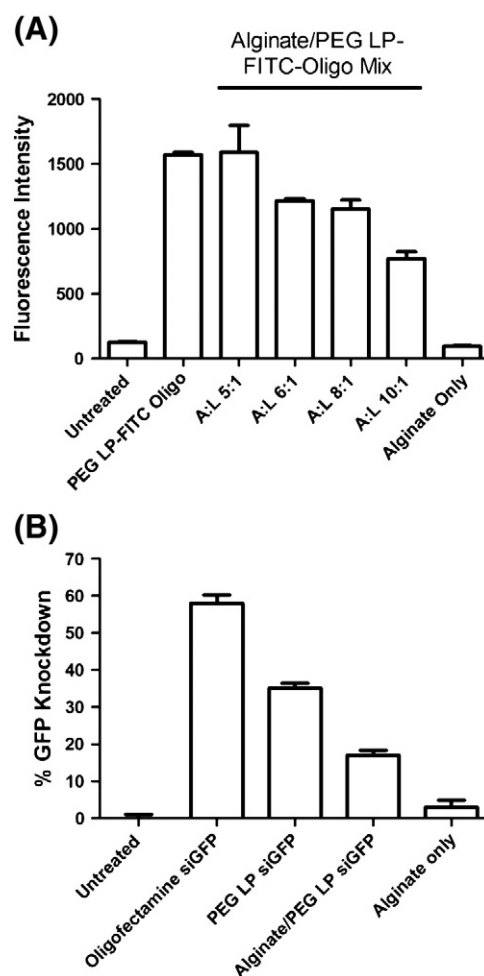 (A)
Alginate/PEG LP-
FITC-Oligo Mix
Fluorescence Intensity
2000
1500
1000
500
0
Untreated
PEG LP-FITC Oligo
A:L 5:1
A:L 6:1
A:L 8:1
A:L 10:1
Alginate Only
(B)
% GFP Knockdown
70
60
50
40
30
20
10
0
Untreated
Oligofectamine siGFP
PEG LP siGFP
Alginate/PEG LP siGFP
Alginate only